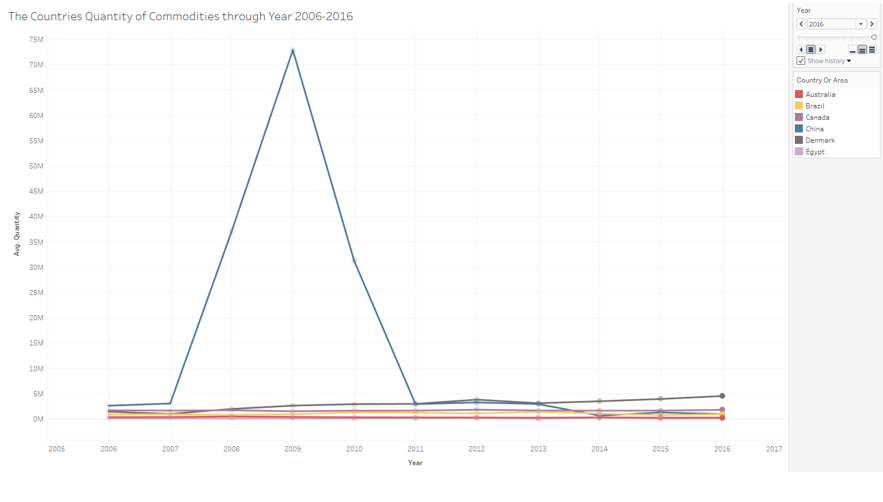 The Countries Quantity of Commodities through Year 2006-2016
75M
70M
65M
60M
55M
50M
45M
40M
35M
30M
25M
20M
15M
10M
5M
0M
Avg. Quantity
2005 2006 2007 2008 2009 2010 2011 2012 2013 2014 2015 2016 2017
Year
Year
2016
Show history
Country Or Area
Australia
Brazil
Canada
China
Denmark
Egypt